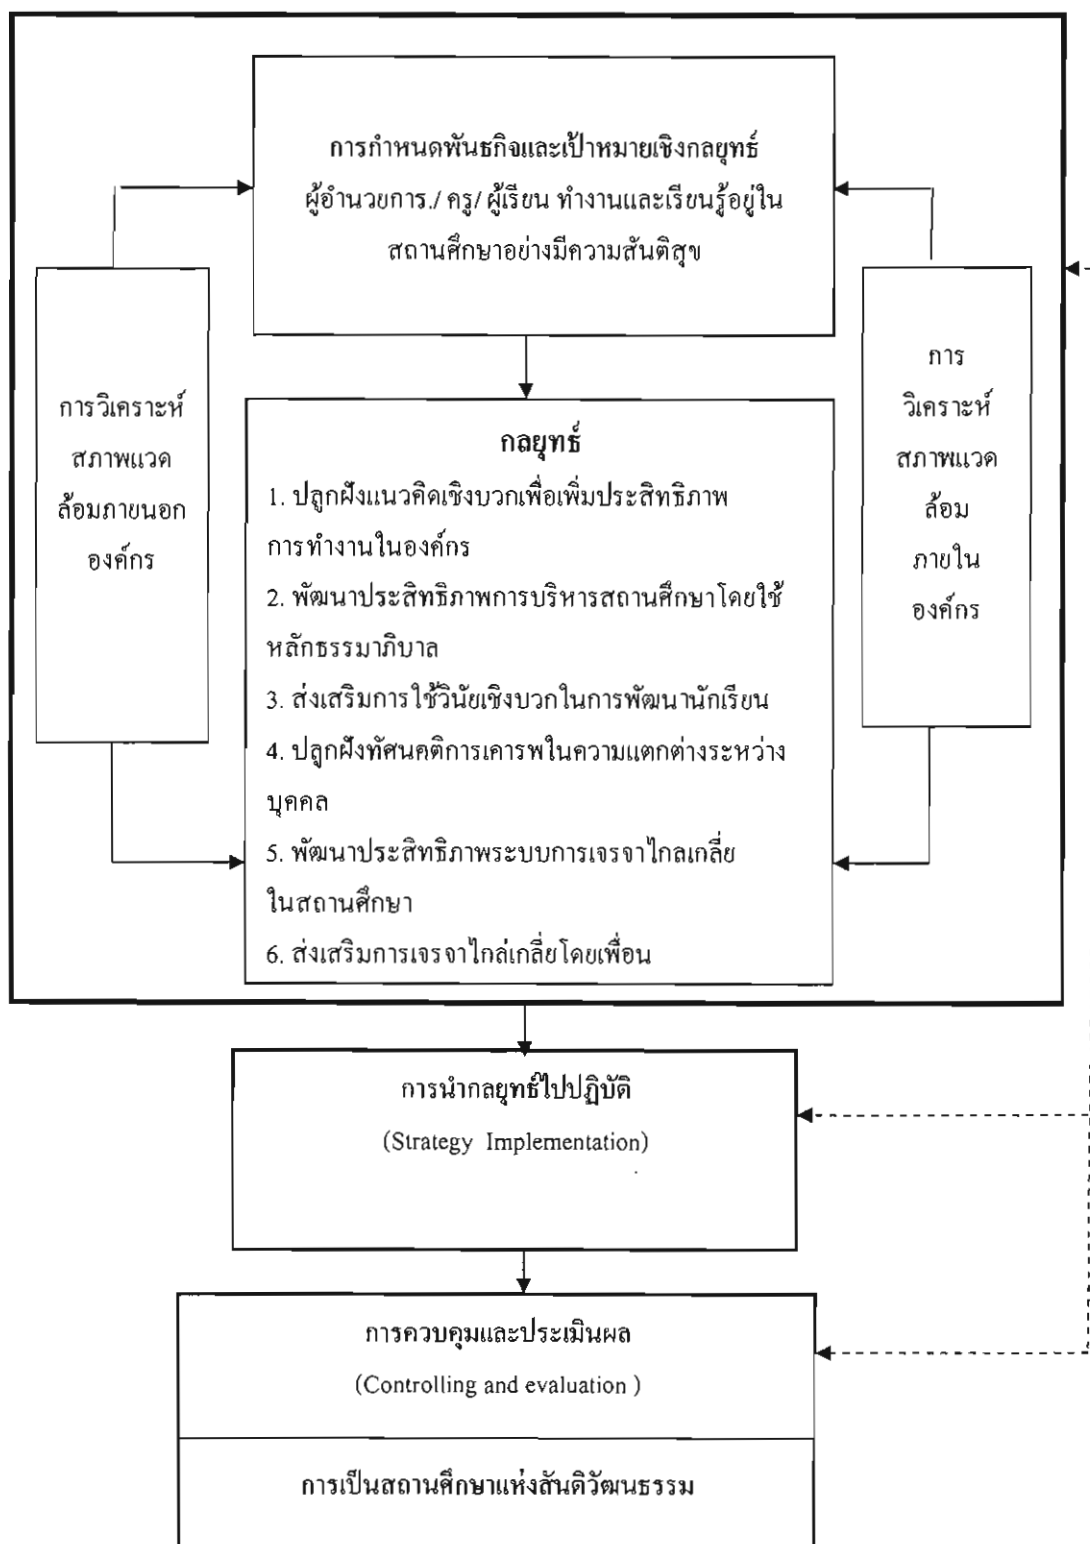 การกำหนดพันธกิจและเป้าหมายเชิงกลยุทธ์
ผู้อำนวยการ./ ครู/ ผู้เรียน ทำงานและเรียนรู้อยู่ใน
สถานศึกษาอย่างมีความสันติสุข
การวิเคราะห์
สภาพแวด
ล้อมภายนอก
องค์กร
การ
วิเคราะห์
สภาพแวด
ล้อม
ภายใน
องค์กร
กลยุทธ์
1. ปลูกฝังแนวคิดเชิงบวกเพื่อเพิ่มประสิทธิภาพ
การทำงานในองค์กร
2. พัฒนาประสิทธิภาพการบริหารสถานศึกษาโดยใช้
หลักธรรมาภิบาล
3. ส่งเสริมการใช้วินัยเชิงบวกในการพัฒนานักเรียน
4. ปลูกฝังทัศนคติการเคารพในความแตกต่างระหว่าง
บุคคล
5. พัฒนาประสิทธิภาพระบบการเจรจาไกลเกลี่ย
ในสถานศึกษา
6. ส่งเสริมการเจรจาไกล่เกลี่ยโดยเพื่อน
การนำกลยุทธ์ไปปฏิบัติ
(Strategy Implementation)
การควบคุมและประเมินผล
(Controlling and evaluation )
การเป็นสถานศึกษาแห่งสันติวัฒนธรรม